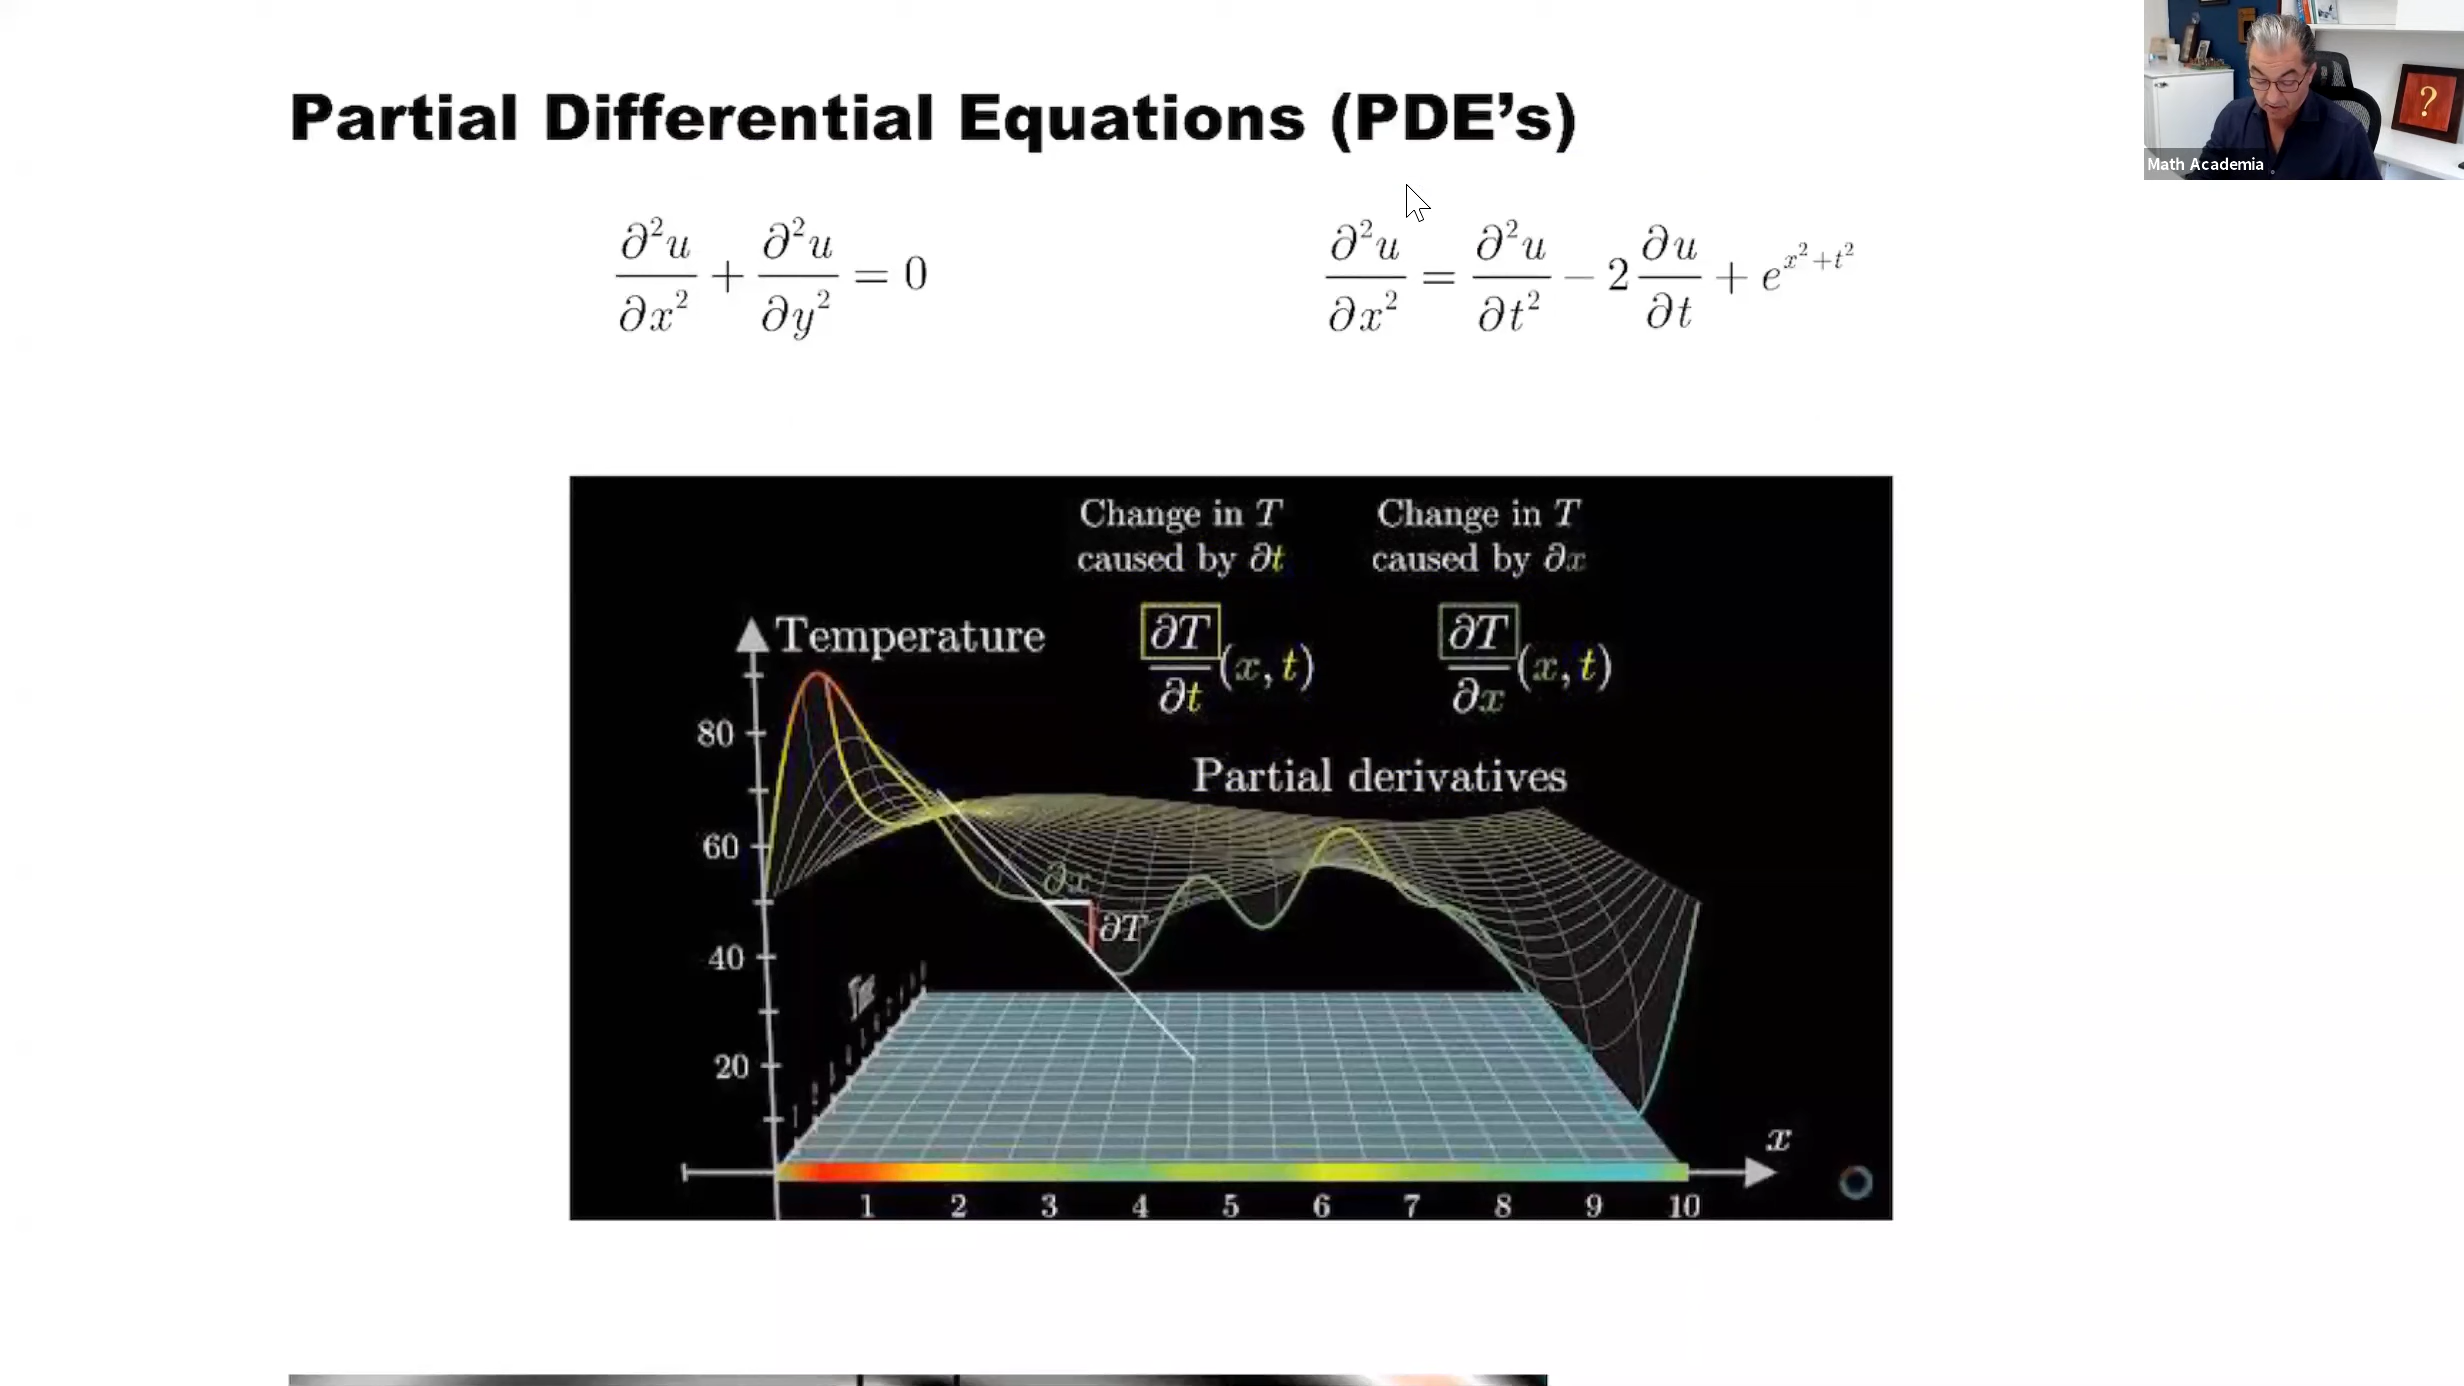 Partial Differential Equations (PDE’s)
?
Math Academia
∂²u/∂x² + ∂²u/∂y² = 0
∂²u/∂x² = ∂²u/∂t² − 2 ∂u/∂t + e^(x²+t²)
Change in T
caused by ∂t
Change in T
caused by ∂x
∂T/∂t (x, t)
∂T/∂x (x, t)
Temperature
Partial derivatives
80
60
40
20
∂x
∂T
Time
x
1 2 3 4 5 6 7 8 9 10